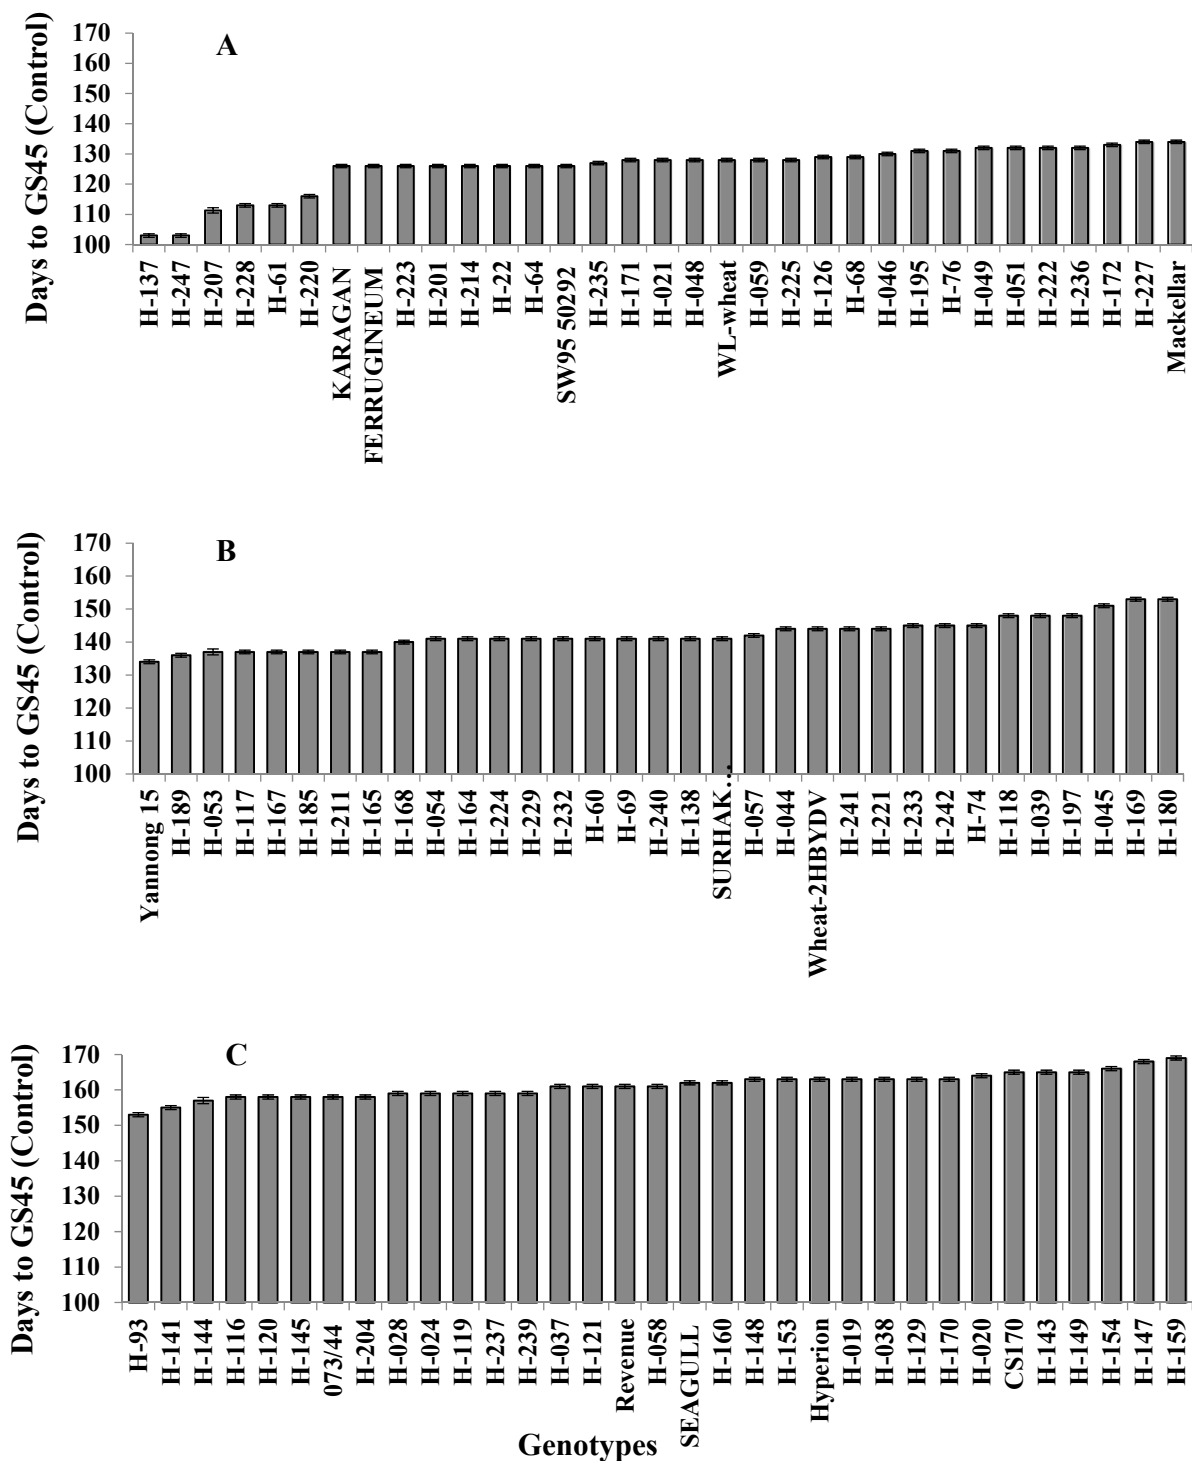 A
Days to GS45 (Control)
170
160
150
140
130
120
110
100
H-137
H-247
H-207
H-228
H-61
H-220
KARAGAN
FERRUGINEUM
H-223
H-201
H-214
H-22
H-64
SW95 50292
H-235
H-171
H-021
H-048
WL-wheat
H-059
H-225
H-126
H-68
H-046
H-195
H-76
H-049
H-051
H-222
H-236
H-172
H-227
Mackellar
B
Days to GS45 (Control)
170
160
150
140
130
120
110
100
Yannong 15
H-189
H-053
H-117
H-167
H-185
H-211
H-165
H-168
H-054
H-164
H-224
H-229
H-232
H-60
H-69
H-240
H-138
SURHAK…
H-057
H-044
Wheat-2HBYDV
H-241
H-221
H-233
H-242
H-74
H-118
H-039
H-197
H-045
H-169
H-180
C
Days to GS45 (Control)
170
160
150
140
130
120
110
100
H-93
H-141
H-144
H-116
H-120
H-145
073/44
H-204
H-028
H-024
H-119
H-237
H-239
H-037
H-121
Revenue
H-058
SEAGULL
H-160
H-148
H-153
Hyperion
H-019
H-038
H-129
H-170
H-020
CS170
H-143
H-149
H-154
H-147
H-159
Genotypes